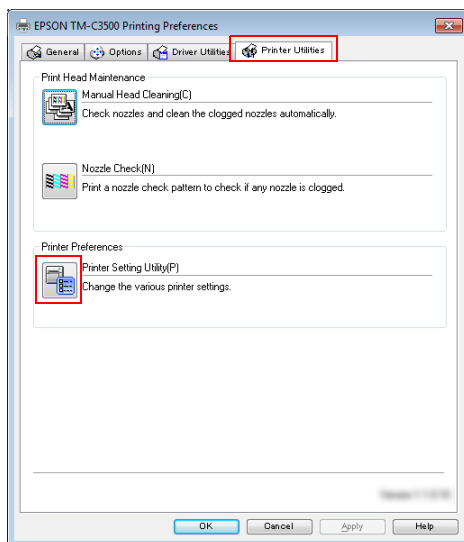 EPSON TM-C3500 Printing Preferences
General Options Driver Utilities Printer Utilities
Print Head Maintenance
Manual Head Cleaning(C)
Check nozzles and clean the clogged nozzles automatically.
Nozzle Check(N)
Print a nozzle check pattern to check if any nozzle is clogged.
Printer Preferences
Printer Setting Utility(P)
Change the various printer settings.
OK Cancel Apply Help